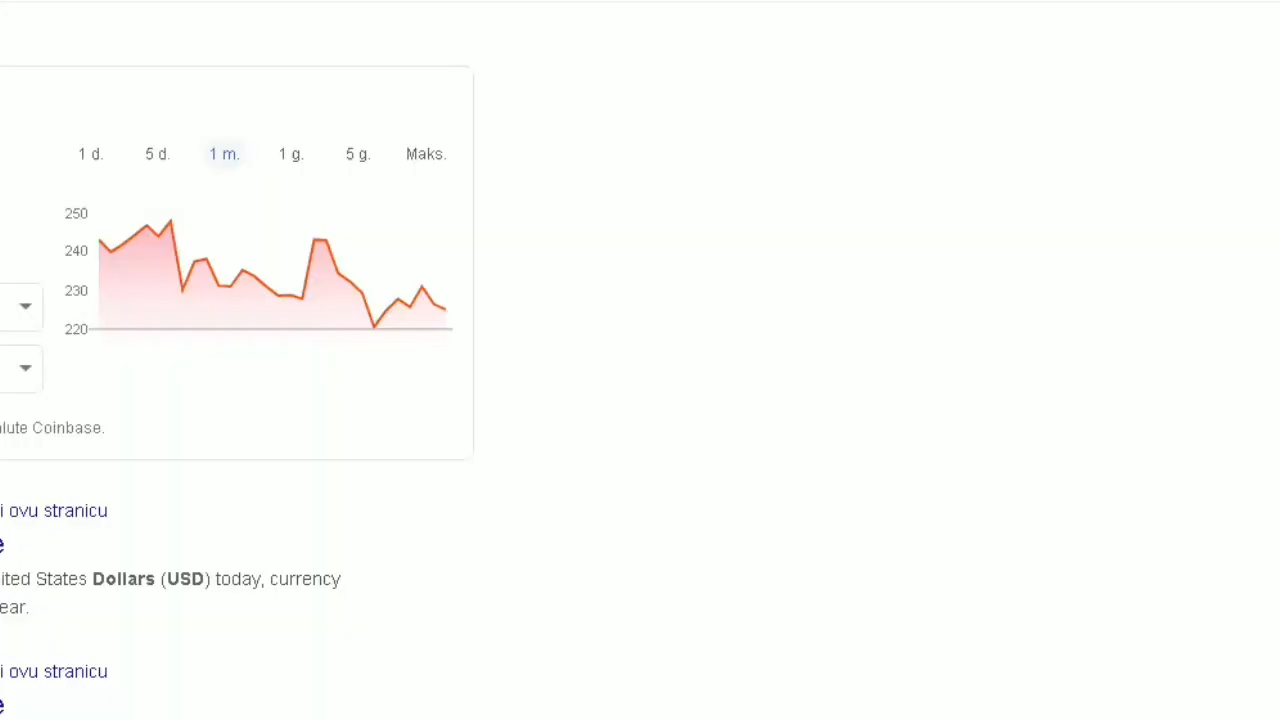 1 d. 5 d. 1 m. 1 g. 5 g. Maks.
250
240
230
220
lute Coinbase.
i ovu stranicu
e
ited States Dollars (USD) today, currency
ear.
i ovu stranicu
e